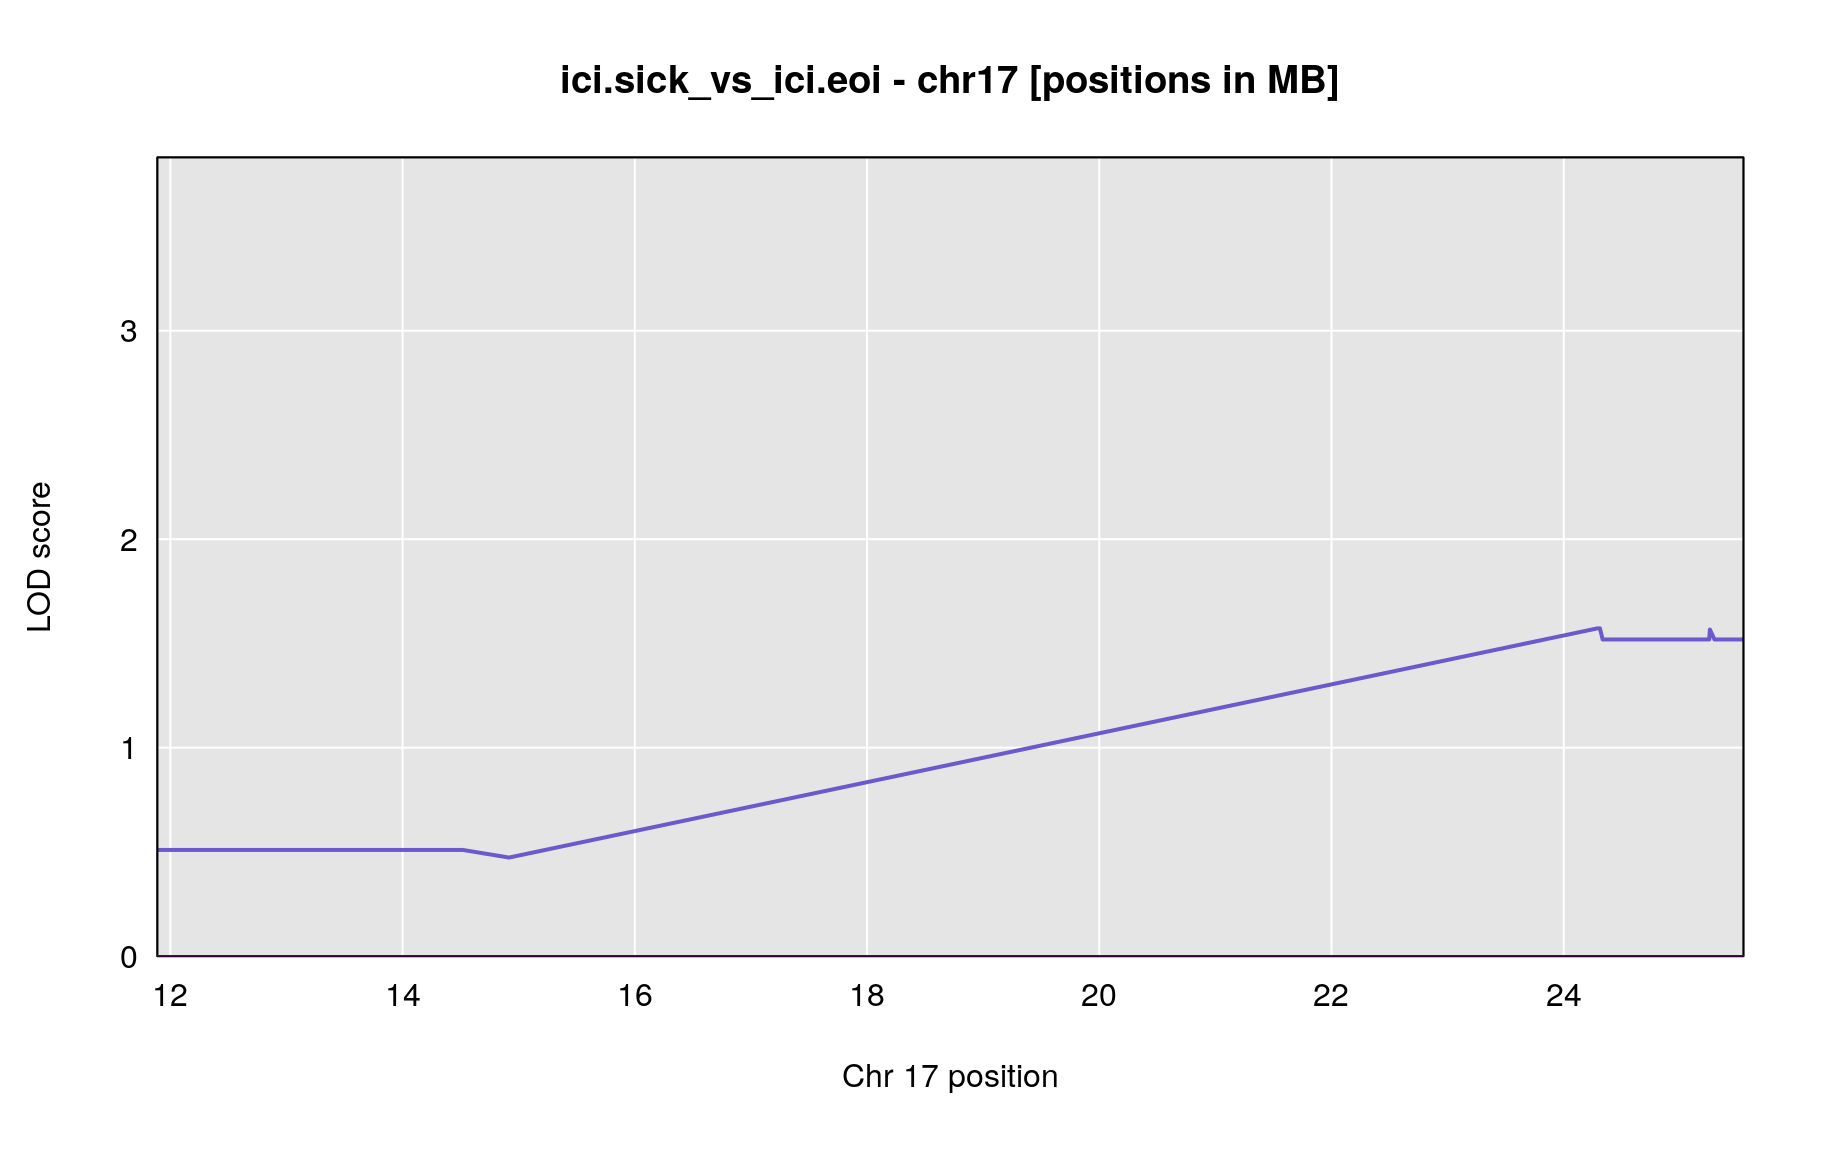 ici.sick_vs_ici.eoi - chr17 [positions in MB]
LOD score
3
2
1
0
12 14 16 18 20 22 24
Chr 17 position